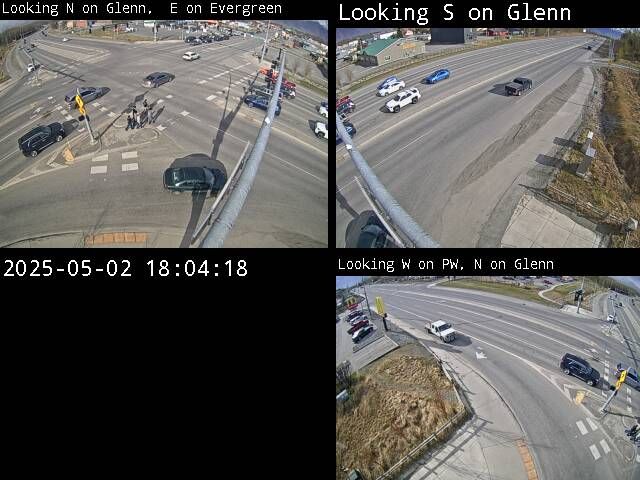 Looking N on Glenn, E on Evergreen
Looking S on Glenn
2025-05-02 18:04:18
Looking W on PW, N on Glenn